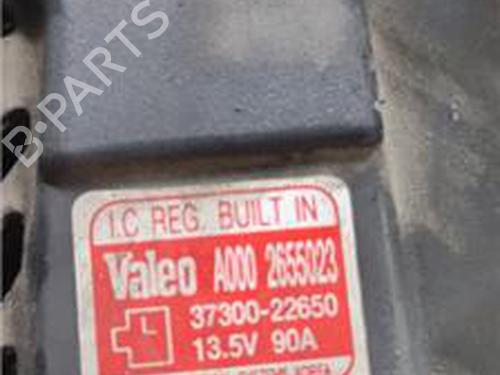 B-PARTS
I.C REG. BUILT IN
Valeo A000 2655023
37300-22650
13.5V 90A